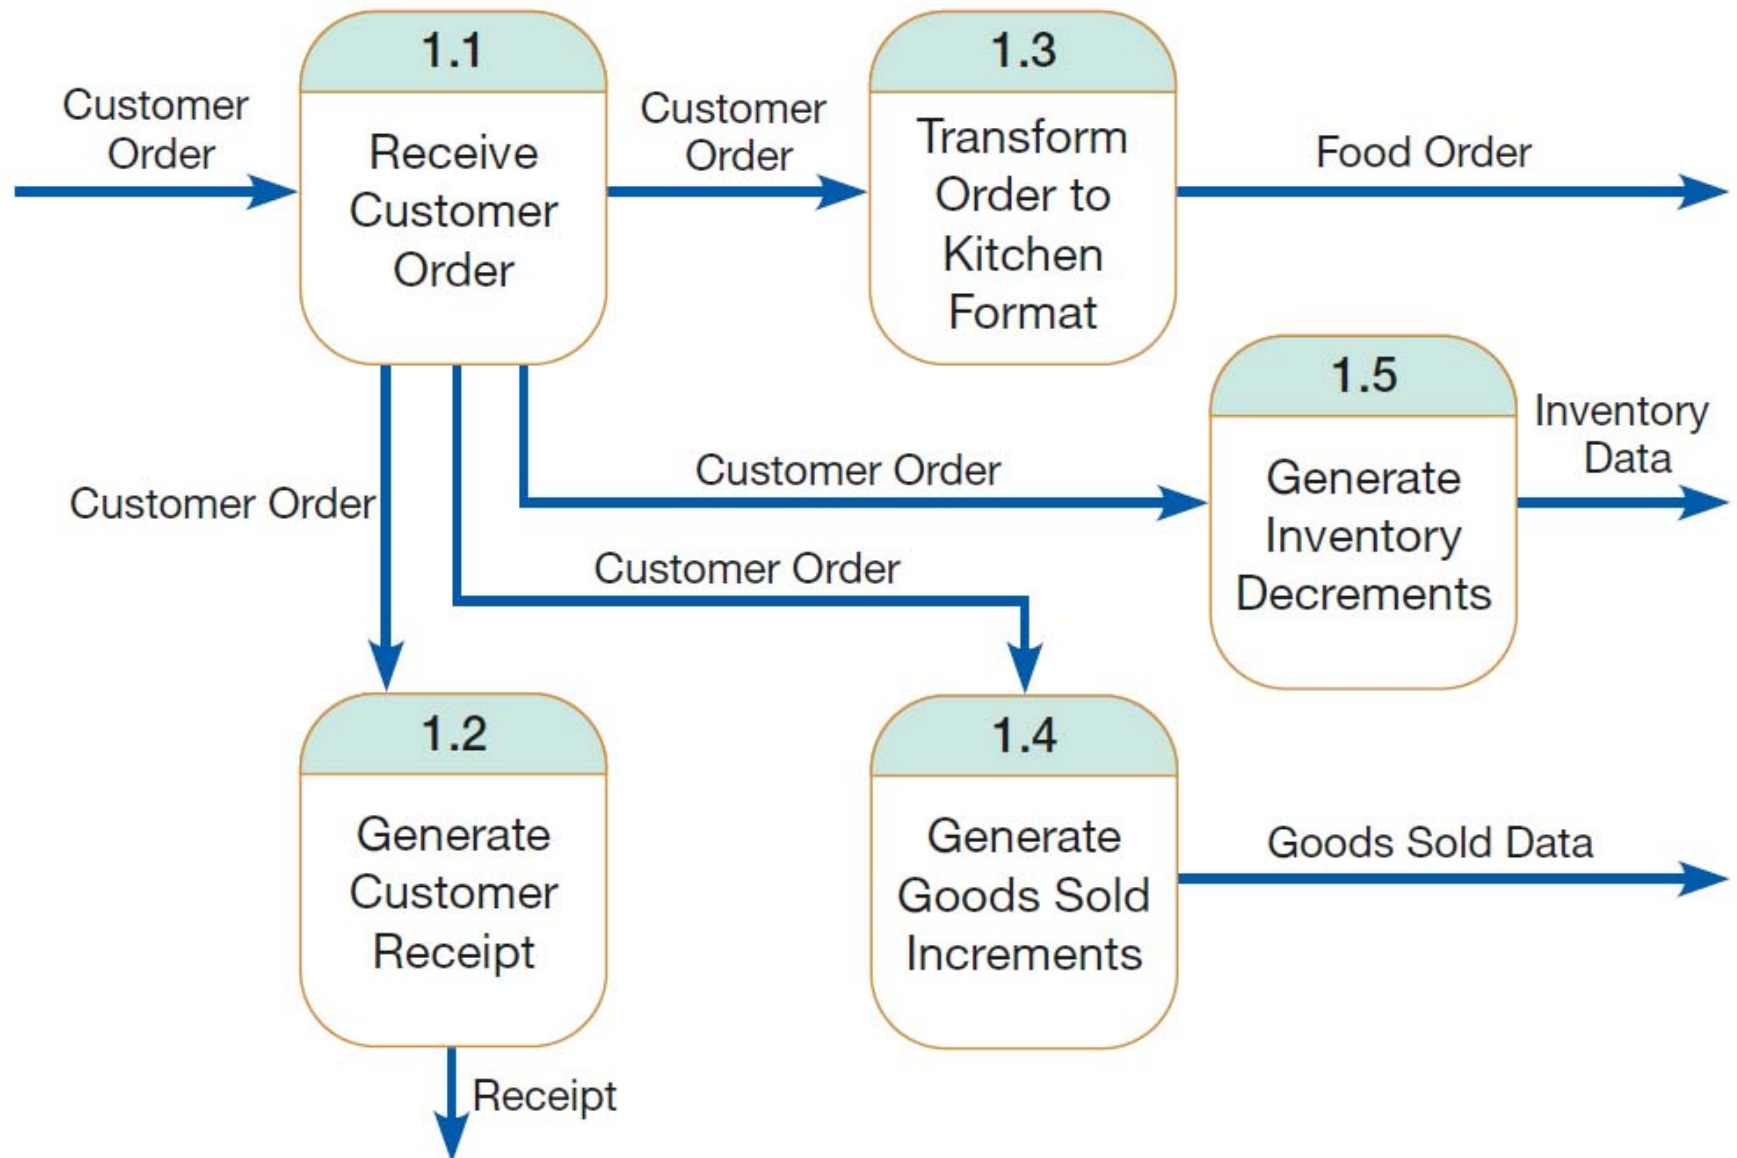 1.1
Receive
Customer
Order
Customer
Order
Customer
Order
1.3
Transform
Order to
Kitchen
Format
Food Order
1.5
Generate
Inventory
Decrements
Inventory
Data
Customer Order
Customer Order
Customer Order
1.2
Generate
Customer
Receipt
1.4
Generate
Goods Sold
Increments
Goods Sold Data
Receipt